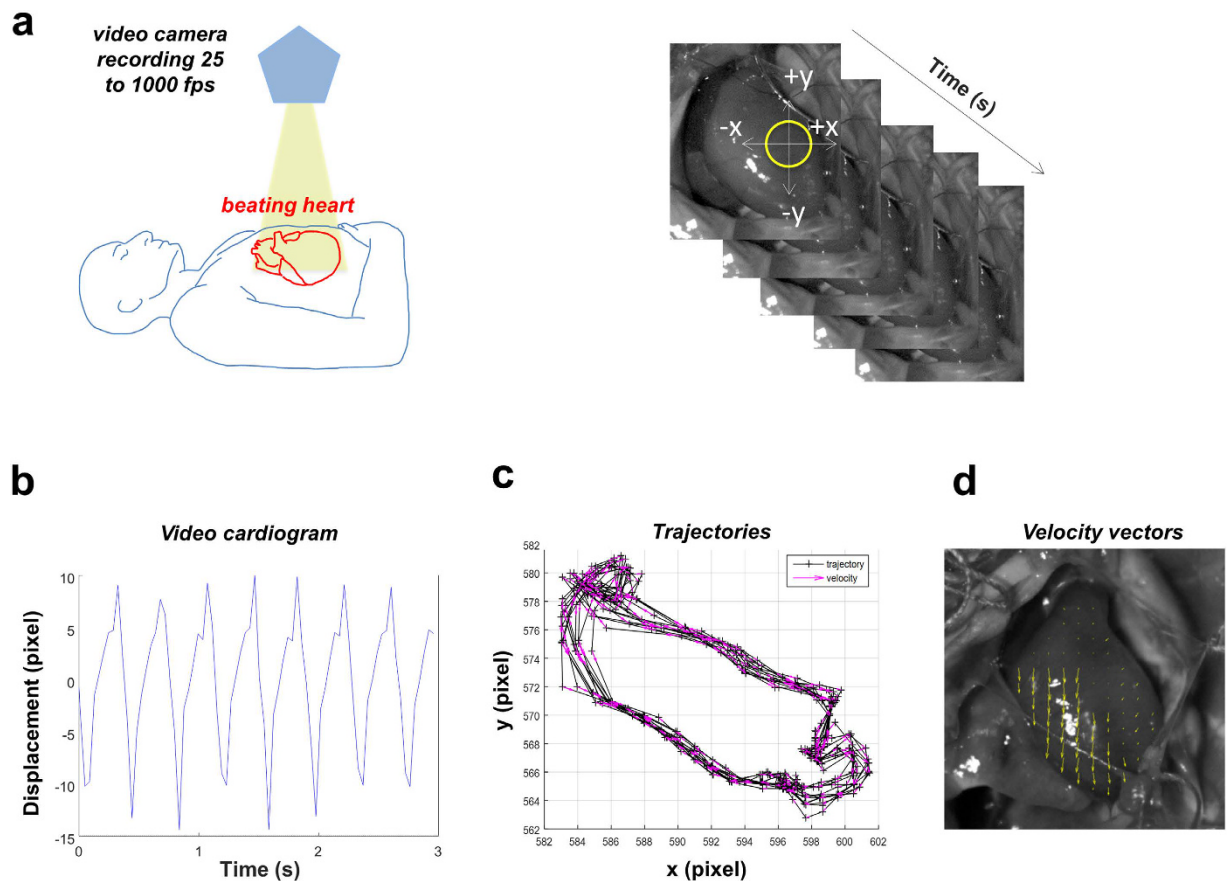 a
video camera
recording 25
to 1000 fps
beating heart
+y
-x
+x
-y
Time (s)
b
Video cardiogram
Displacement (pixel)
10
5
0
-5
-10
-15
0
1
2
3
Time (s)
c
Trajectories
trajectory
velocity
y (pixel)
582
580
578
576
574
572
570
568
566
564
562
582
584
586
588
590
592
594
596
598
600
602
x (pixel)
d
Velocity vectors